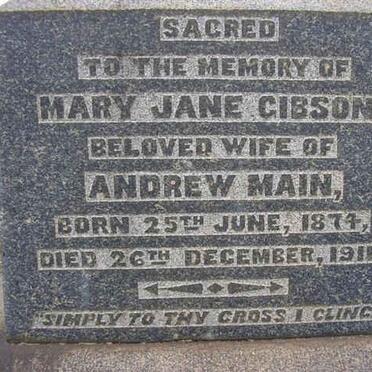 SACRED
TO THE MEMORY OF
MARY JANE GIBSON
BELOVED WIFE OF
ANDREW MAIN,
BORN 25TH JUNE, 1874,
DIED 26TH DECEMBER,
"SIMPLY TO THY CROSS I CLING